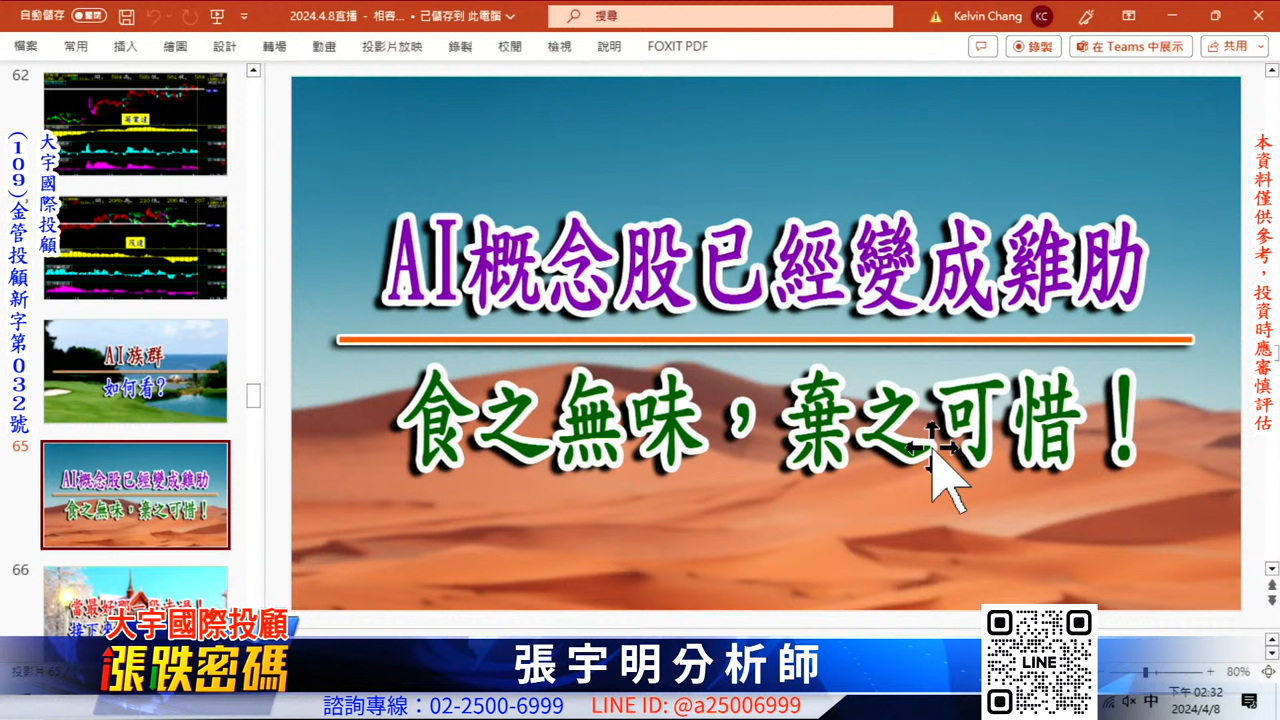 自動儲存
關閉
2024.4.8直播 - 相容... • 已儲存到 此電腦
搜尋
Kelvin Chang
KC
檔案 常用 插入 繪圖 設計 轉場 動畫 投影片放映 錄製 校閱 檢視 說明 FOXIT PDF
錄製
在 Teams 中展示
共用
62
茂達
AI族群
如何看?
65
AI概念股已經變成雞肋
食之無味，棄之可惜！
66
大宇國際投顧
(109)金管投顧新字第032號
AI概念股已經變成雞肋
食之無味，棄之可惜！
本資料僅供參考，投資時應審慎評估
大宇國際投顧
漲跌密碼
張宇明分析師
諮詢專線：02-2500-6999
LINE ID: @a25006999
LINE
80%
中
下午 02:32
2024/4/8